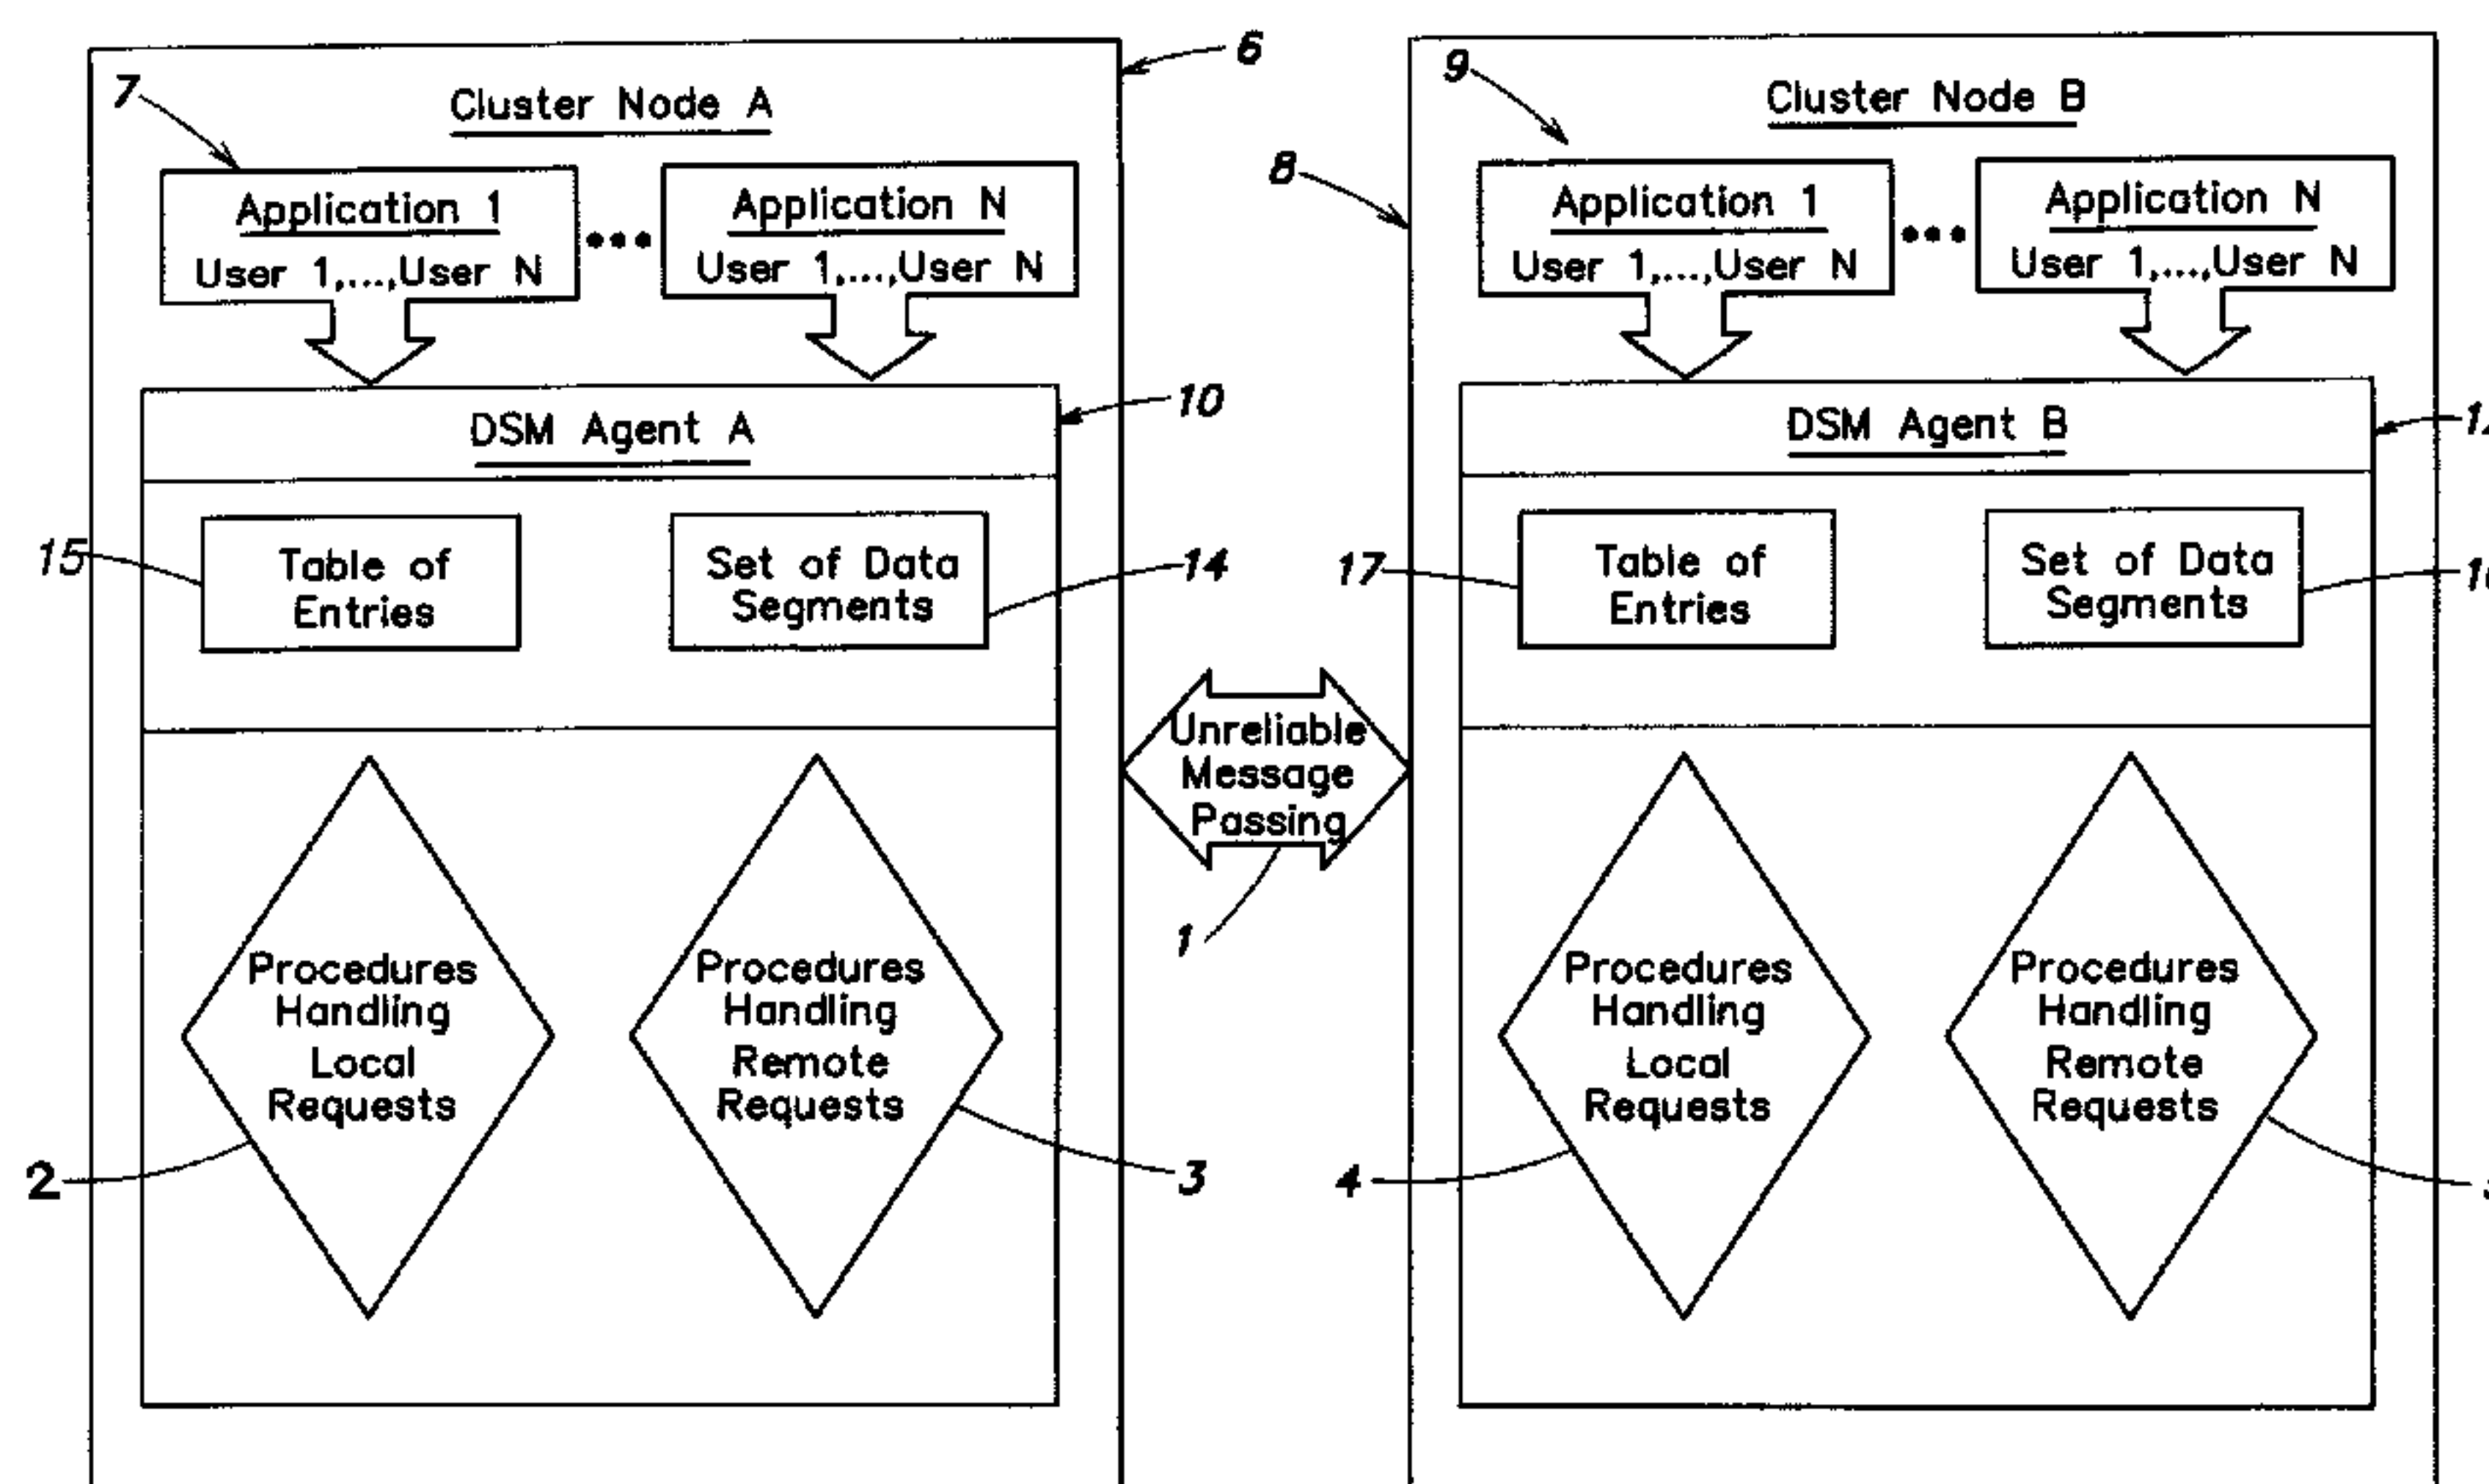 6
7
Cluster Node A
Application 1
User 1,...,User N
•••
Application N
User 1,...,User N
DSM Agent A
10
15
Table of
Entries
Set of Data
Segments
14
Procedures
Handling
Local
Requests
2
Procedures
Handling
Remote
Requests
3
Unreliable
Message
Passing
1
9
Cluster Node B
8
Application 1
User 1,...,User N
•••
Application N
User 1,...,User N
DSM Agent B
17
Table of
Entries
Set of Data
Segments
Procedures
Handling
Local
Requests
4
Procedures
Handling
Remote
Requests